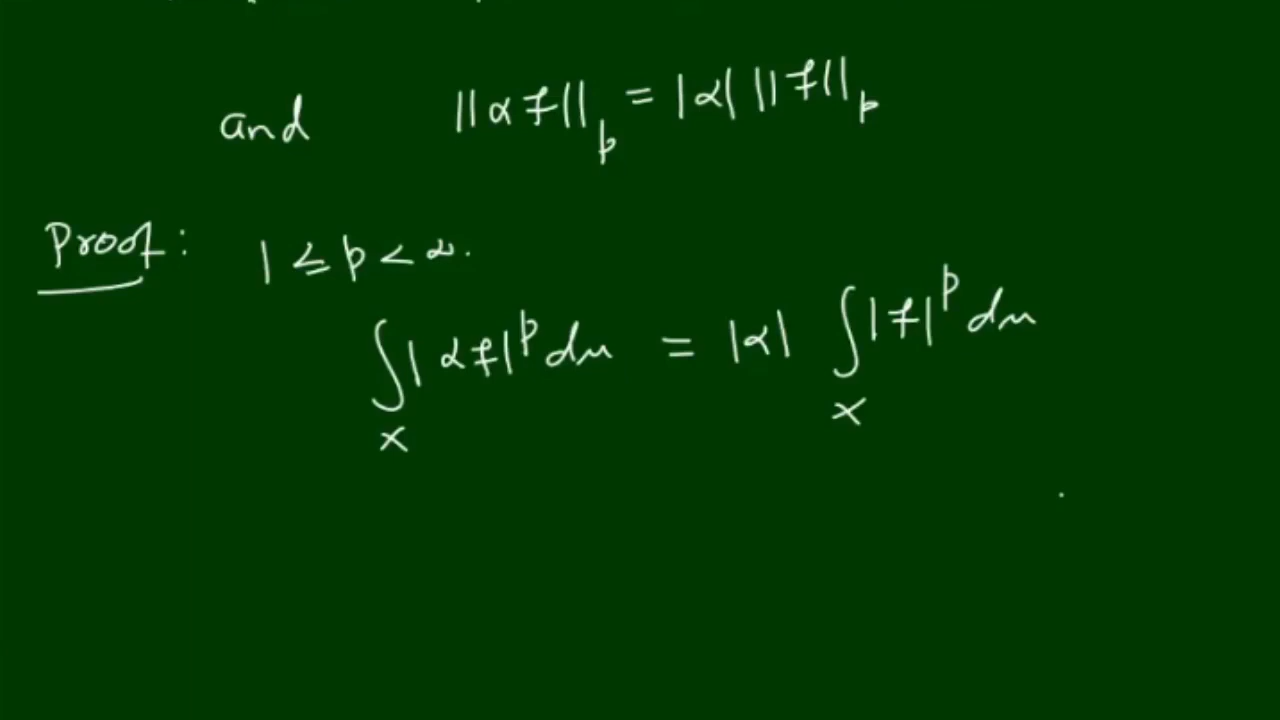 and ||αf||_p = |α| ||f||_p
Proof: 1 ≤ p < ∞.
∫_X |αf|^p dμ = |α| ∫_X |f|^p dμ